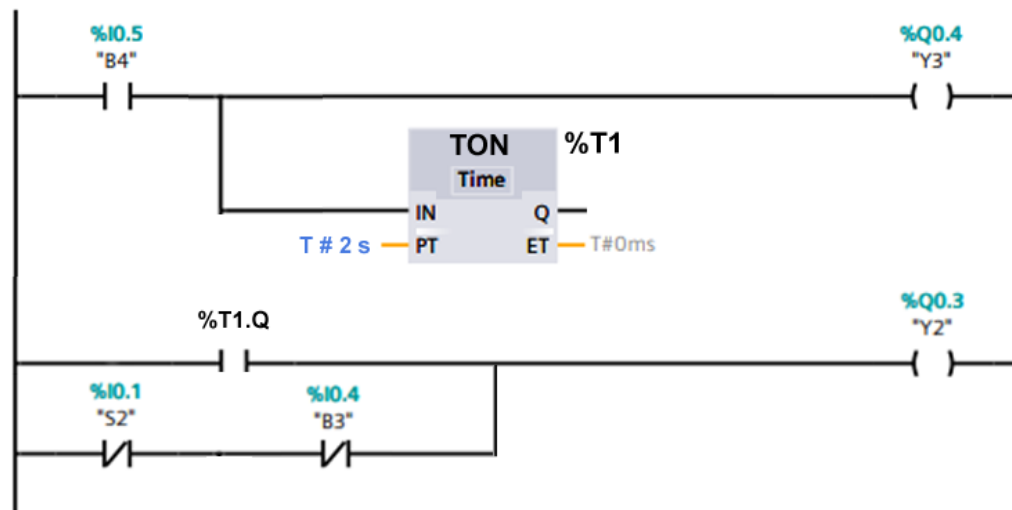 %I0.5
"B4"
%Q0.4
"Y3"
TON
%T1
Time
IN
Q
T # 2 s
PT
ET
T#0ms
%T1.Q
%Q0.3
"Y2"
%I0.1
"S2"
%I0.4
"B3"